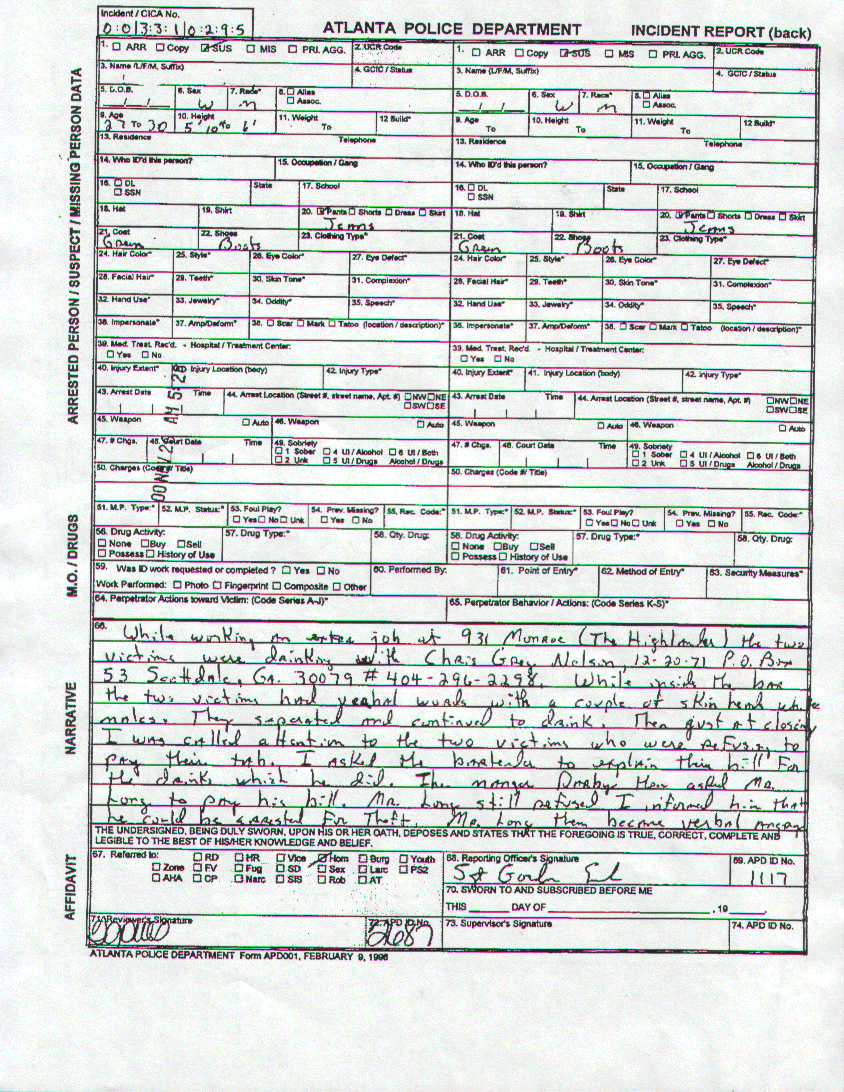 Incident / CICA No.
0 0 3 3 1 0 2 9 5
ATLANTA POLICE DEPARTMENT INCIDENT REPORT (back)
1. ☐ ARR ☐ Copy ☑ SUS ☐ MIS ☐ PRI. AGG. 2. UCR Code 1. ☐ ARR ☐ Copy ☑ SUS ☐ MIS ☐ PRI. AGG. 2. UCR Code
3. Name (L/F/M, Suffix) 4. GCIC / Status 3. Name (L/F/M, Suffix) 4. GCIC / Status
5. D.O.B. 6. Sex 7. Race* 8. ☐ Alias 5. D.O.B. 6. Sex 7. Race* 8. ☐ Alias
/ / W M ☐ Assoc. / / W M ☐ Assoc.
9. Age 10. Height 11. Weight 12 Build* 9. Age 10. Height 11. Weight 12 Build*
27 To 30 5' 10" To 6' To To To To
13. Residence Telephone 13. Residence Telephone
14. Who ID'd this person? 15. Occupation / Gang 14. Who ID'd this person? 15. Occupation / Gang
16. ☐ DL State 17. School 16. ☐ DL State 17. School
☐ SSN ☐ SSN
18. Hat 19. Shirt 20. ☑ Pants ☐ Shorts ☐ Dress ☐ Skirt 18. Hat 19. Shirt 20. ☑ Pants ☐ Shorts ☐ Dress ☐ Skirt
Jeans Jeans
21. Coat 22. Shoes 23. Clothing Type* 21. Coat 22. Shoes 23. Clothing Type*
Green Boots Green Boots
24. Hair Color* 25. Style* 26. Eye Color* 27. Eye Defect* 24. Hair Color* 25. Style* 26. Eye Color* 27. Eye Defect*
28. Facial Hair* 29. Teeth* 30. Skin Tone* 31. Complexion* 28. Facial Hair* 29. Teeth* 30. Skin Tone* 31. Complexion*
32. Hand Use* 33. Jewelry* 34. Oddity* 35. Speech* 32. Hand Use* 33. Jewelry* 34. Oddity* 35. Speech*
36. Impersonate* 37. Amp/Deform* 38. ☐ Scar ☐ Mark ☐ Tatoo (location / description)* 36. Impersonate* 37. Amp/Deform* 38. ☐ Scar ☐ Mark ☐ Tatoo (location / description)*
39. Med. Treat. Rec'd. - Hospital / Treatment Center: 39. Med. Treat. Rec'd. - Hospital / Treatment Center:
☐ Yes ☐ No ☐ Yes ☐ No
40. Injury Extent* Injury Location (body) 42. Injury Type* 40. Injury Extent* 41. Injury Location (body) 42. Injury Type*
43. Arrest Date Time 44. Arrest Location (Street #, street name, Apt. #) ☐NW☐NE 43. Arrest Date Time 44. Arrest Location (Street #, street name, Apt. #) ☐NW☐NE
☐SW☐SE ☐SW☐SE
45. Weapon ☐ Auto 46. Weapon ☐ Auto 45. Weapon ☐ Auto 46. Weapon ☐ Auto
47. # Chgs. 48. Court Date Time 49. Sobriety 47. # Chgs. 48. Court Date Time 49. Sobriety
☐ 1 Sober ☐ 4 UI / Alcohol ☐ 6 UI / Both ☐ 1 Sober ☐ 4 UI / Alcohol ☐ 6 UI / Both
☐ 2 Unk ☐ 5 UI / Drugs Alcohol / Drugs ☐ 2 Unk ☐ 5 UI / Drugs Alcohol / Drugs
50. Charges (Code #/ Title) 50. Charges (Code #/ Title)
AM 5:28
51. M.P. Type:* 52. M.P. Status:* 53. Foul Play? 54. Prev. Missing? 55. Rec. Code:* 51. M.P. Type:* 52. M.P. Status:* 53. Foul Play? 54. Prev. Missing? 55. Rec. Code:*
☐ Yes ☐ No ☐ Unk ☐ Yes ☐ No ☐ Yes ☐ No ☐ Unk ☐ Yes ☐ No
56. Drug Activity: 57. Drug Type:* 58. Qty. Drug: 56. Drug Activity: 57. Drug Type:* 58. Qty. Drug:
☐ None ☐ Buy ☐ Sell ☐ None ☐ Buy ☐ Sell
☐ Possess ☐ History of Use ☐ Possess ☐ History of Use
59. Was ID work requested or completed? ☐ Yes ☐ No 60. Performed By: 61. Point of Entry* 62. Method of Entry* 63. Security Measures*
Work Performed: ☐ Photo ☐ Fingerprint ☐ Composite ☐ Other
64. Perpetrator Actions toward Victim: (Code Series A-J)* 65. Perpetrator Behavior / Actions: (Code Series K-S)*
66.
While working an extra job at 931 Munroe (The Highlander) the two
victims were drinking with Chris Greg Nelson, 12-20-71 P.O. Box
53 Scottdale, GA. 30079 # 404-296-2298. While inside the bar
the two victims had verbal words with a couple of skin head white
males. They seperated and continued to drink. Then just at closing
I was called attention to the two victims who were refusing to
pay their tab. I asked the bartender to explain their bill For
the drinks which he did. The manger then asked Mr.
Long to pay his bill. Mr. Long still refused I informed him that
he could be arrested For Theft. Mr. Long then became verbal angry
THE UNDERSIGNED, BEING DULY SWORN, UPON HIS OR HER OATH, DEPOSES AND STATES THAT THE FOREGOING IS TRUE, CORRECT, COMPLETE AND
LEGIBLE TO THE BEST OF HIS/HER KNOWLEDGE AND BELIEF.
67. Referred to: ☐ RD ☐ HR ☐ Vice ☑ Hom ☐ Burg ☐ Youth 68. Reporting Officer's Signature 69. APD ID No.
☐ Zone ☐ FV ☐ Fug ☐ SD ☐ Sex ☐ Larc ☐ PS2 Sgt 1117
☐ AHA ☐ CP ☐ Narc ☐ SIS ☐ Rob ☐ AT
70. SWORN TO AND SUBSCRIBED BEFORE ME
THIS ____ DAY OF ____, 19 ____
71. Reviewer's Signature 72. APD ID No. 73. Supervisor's Signature 74. APD ID No.
2687
ATLANTA POLICE DEPARTMENT Form APD001, FEBRUARY 9, 1996
ARRESTED PERSON / SUSPECT / MISSING PERSON DATA
M.O. / DRUGS
NARRATIVE
AFFIDAVIT